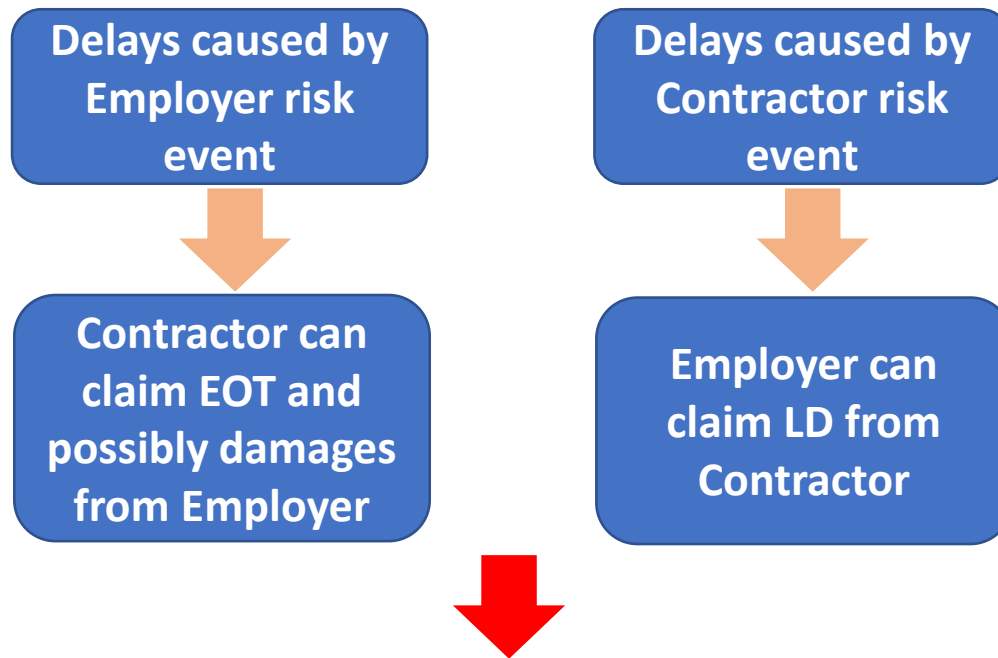 Delays caused by
Employer risk
event
Delays caused by
Contractor risk
event
Contractor can
claim EOT and
possibly damages
from Employer
Employer can
claim LD from
Contractor